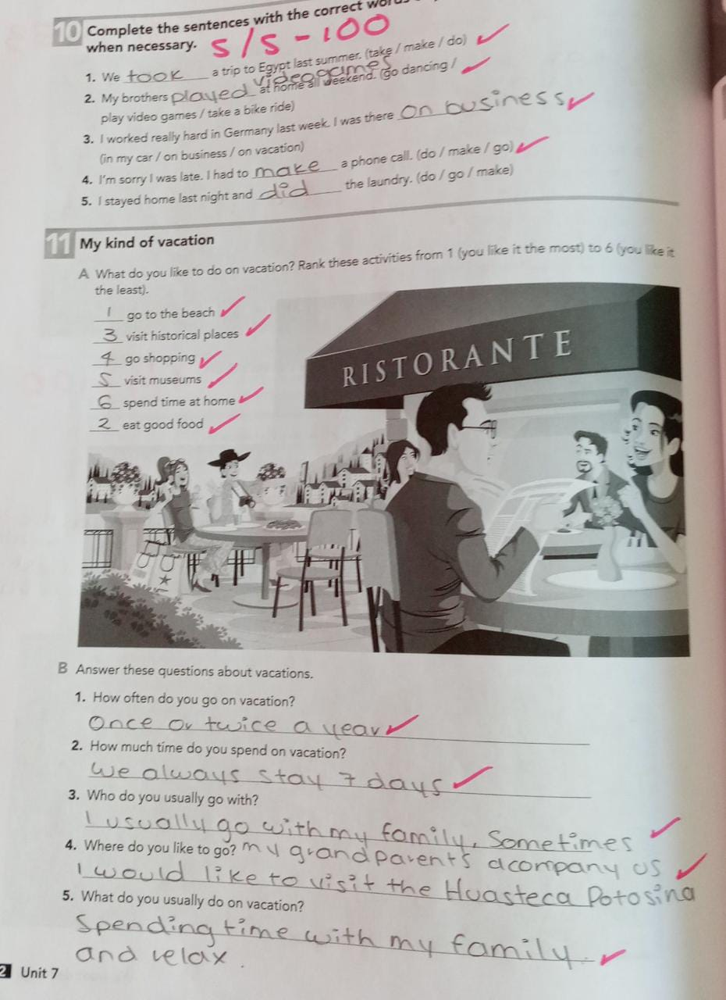 10 Complete the sentences with the correct
when necessary. 5/5 - 100
1. We took a trip to Egypt last summer. (take / make / do)
2. My brothers played videogames at home all weekend. (go dancing /
play video games / take a bike ride)
3. I worked really hard in Germany last week. I was there on business
(in my car / on business / on vacation)
4. I'm sorry I was late. I had to make a phone call. (do / make / go)
5. I stayed home last night and did the laundry. (do / go / make)
11 My kind of vacation
A What do you like to do on vacation? Rank these activities from 1 (you like it the most) to 6 (you like it
the least).
1 go to the beach
3 visit historical places
4 go shopping
5 visit museums
6 spend time at home
2 eat good food
RISTORANTE
B Answer these questions about vacations.
1. How often do you go on vacation?
Once or twice a year
2. How much time do you spend on vacation?
We always stay 7 days
3. Who do you usually go with?
I usually go with my family, Sometimes
4. Where do you like to go? my grandparents acompany us
I would like to visit the Huasteca Potosina
5. What do you usually do on vacation?
Spending time with my family.
and relax.
2 Unit 7